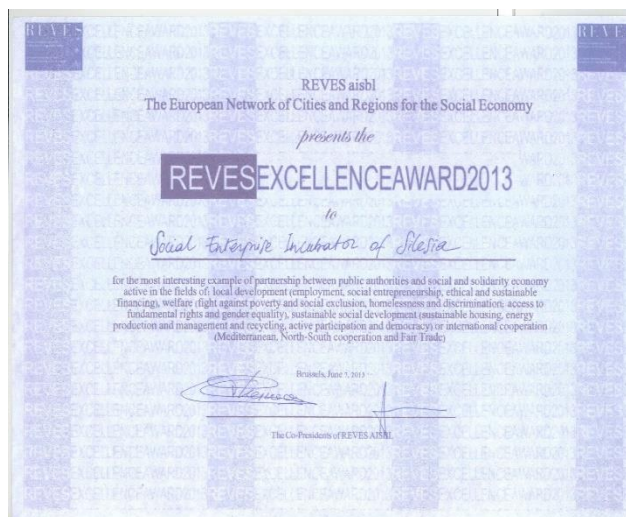 REVES
REVES
REVES aisbl
The European Network of Cities and Regions for the Social Economy
presents the
REVESEXCELLENCEAWARD2013
to
Social Enterprise Incubator of Silesia
for the most interesting example of partnership between public authorities and social and solidarity economy
active in the fields of: local development (employment, social entrepreneurship, ethical and sustainable
financing), welfare (fight against poverty and social exclusion, homelessness and discrimination, access to
fundamental rights and gender equality), sustainable social development (sustainable housing, energy
production and management and recycling, active participation and democracy) or international cooperation
(Mediterranean, North-South cooperation and Fair Trade)
Brussels, June 7, 2013
The Co-Presidents of REVES AISBL